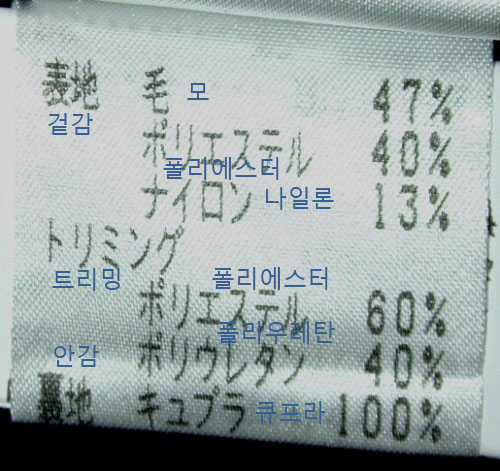 表地 毛 모 47%
겉감
ポリエステル 40%
폴리에스터
ナイロン 나일론 13%
トリミング
트리밍 폴리에스터
ポリエステル 60%
폴리우레탄
안감 ポリウレタン 40%
裏地 キュプラ 큐프라 100%